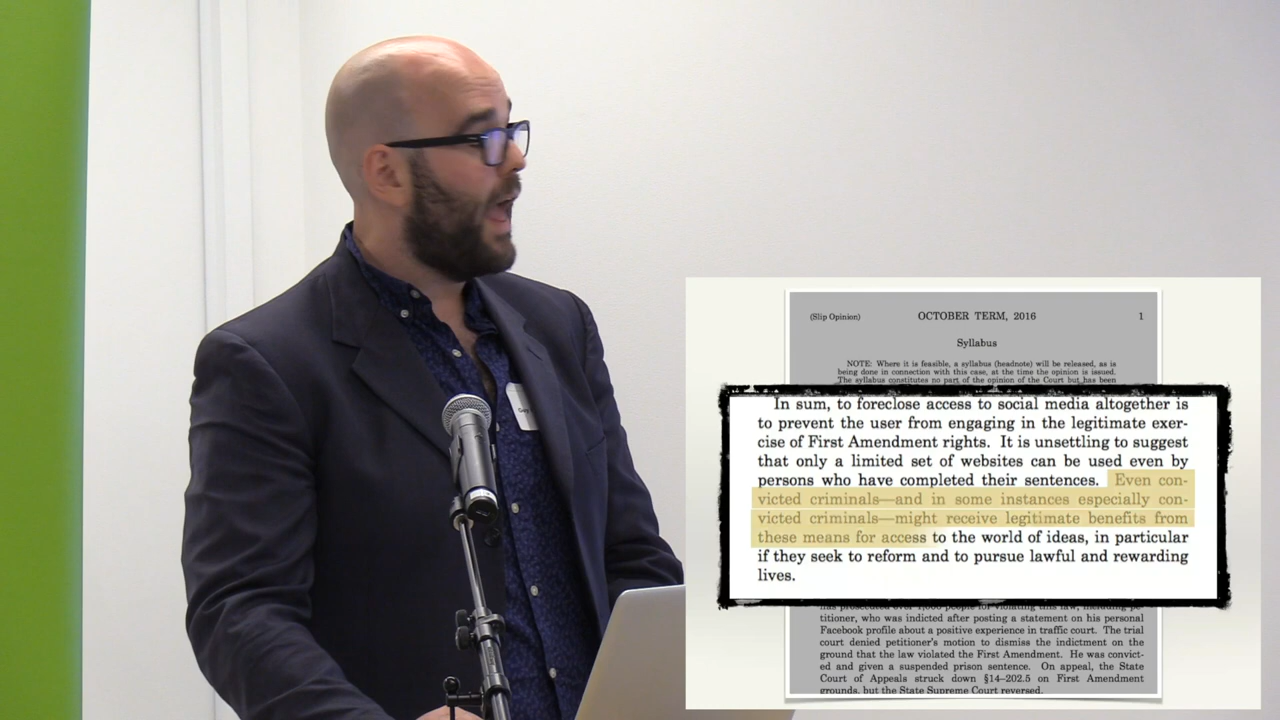 Guy
(Slip Opinion) OCTOBER TERM, 2016 1
Syllabus
NOTE: Where it is feasible, a syllabus (headnote) will be released, as is
being done in connection with this case, at the time the opinion is issued.
The syllabus constitutes no part of the opinion of the Court but has been
In sum, to foreclose access to social media altogether is
to prevent the user from engaging in the legitimate exer-
cise of First Amendment rights. It is unsettling to suggest
that only a limited set of websites can be used even by
persons who have completed their sentences. Even con-
victed criminals—and in some instances especially con-
victed criminals—might receive legitimate benefits from
these means for access to the world of ideas, in particular
if they seek to reform and to pursue lawful and rewarding
lives.
has prosecuted over 1,000 people for violating this law, including pe-
titioner, who was indicted after posting a statement on his personal
Facebook profile about a positive experience in traffic court. The trial
court denied petitioner's motion to dismiss the indictment on the
ground that the law violated the First Amendment. He was convict-
ed and given a suspended prison sentence. On appeal, the State
Court of Appeals struck down §14–202.5 on First Amendment
grounds, but the State Supreme Court reversed.